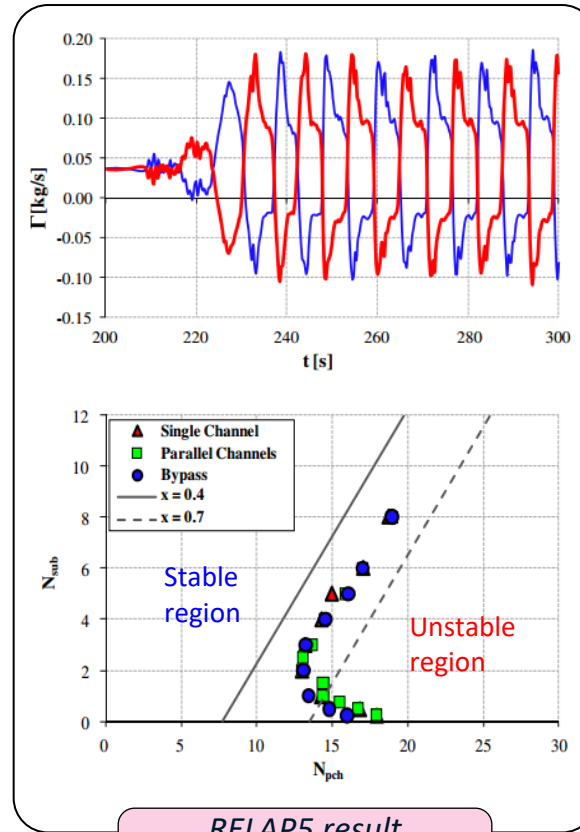 0.20
0.15
0.10
0.05
0.00
-0.05
-0.10
-0.15
Γ [kg/s]
200 220 240 260 280 300
t [s]
12
10
8
6
4
2
0
N_sub
Single Channel
Parallel Channels
Bypass
x = 0.4
x = 0.7
Stable
region
Unstable
region
0 5 10 15 20 25 30
N_pch
RELAP5 result